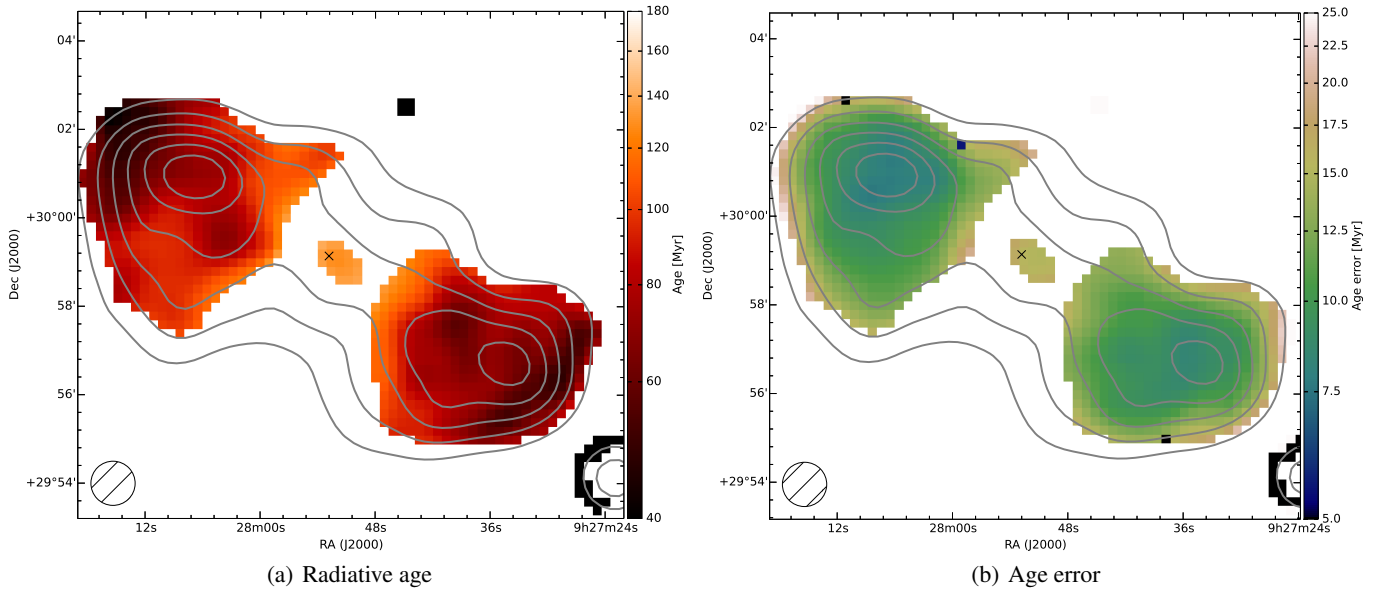 180
160
140
120
100
80
60
40
Age [Myr]
04'
02'
+30°00'
58'
56'
+29°54'
Dec (J2000)
12s
28m00s
48s
36s
9h27m24s
RA (J2000)
(a) Radiative age
25.0
22.5
20.0
17.5
15.0
12.5
10.0
7.5
5.0
Age error [Myr]
04'
02'
+30°00'
58'
56'
+29°54'
Dec (J2000)
12s
28m00s
48s
36s
9h27m24s
RA (J2000)
(b) Age error